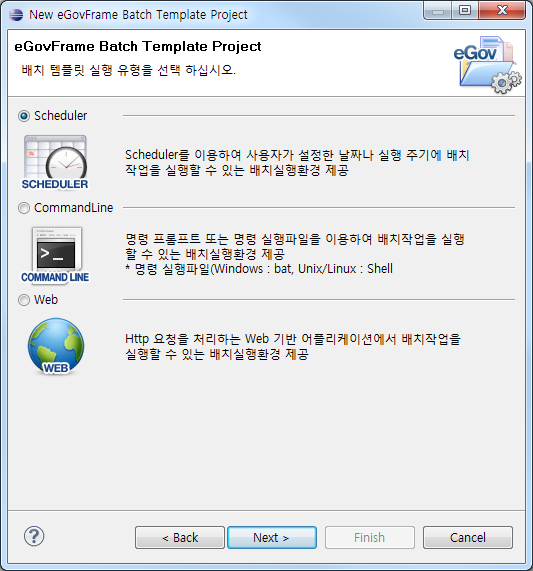 New eGovFrame Batch Template Project
eGovFrame Batch Template Project
배치 템플릿 실행 유형을 선택 하십시오.
eGov
Scheduler
SCHEDULER
Scheduler를 이용하여 사용자가 설정한 날짜나 실행 주기에 배치
작업을 실행할 수 있는 배치실행환경 제공
CommandLine
>_
COMMAND LINE
명령 프롬프트 또는 명령 실행파일을 이용하여 배치작업을 실행
할 수 있는 배치실행환경 제공
* 명령 실행파일(Windows : bat, Unix/Linux : Shell
Web
WEB
Http 요청을 처리하는 Web 기반 어플리케이션에서 배치작업을
실행할 수 있는 배치실행환경 제공
?
< Back
Next >
Finish
Cancel